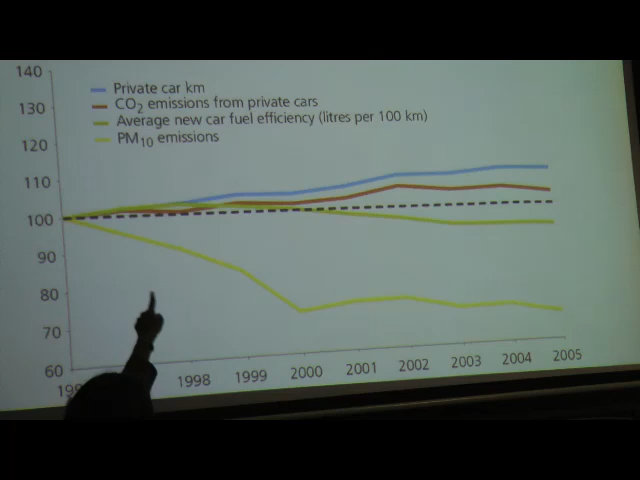 140
Private car km
130
CO2 emissions from private cars
Average new car fuel efficiency (litres per 100 km)
120
PM10 emissions
110
100
90
80
70
60
1998 1999 2000 2001 2002 2003 2004 2005